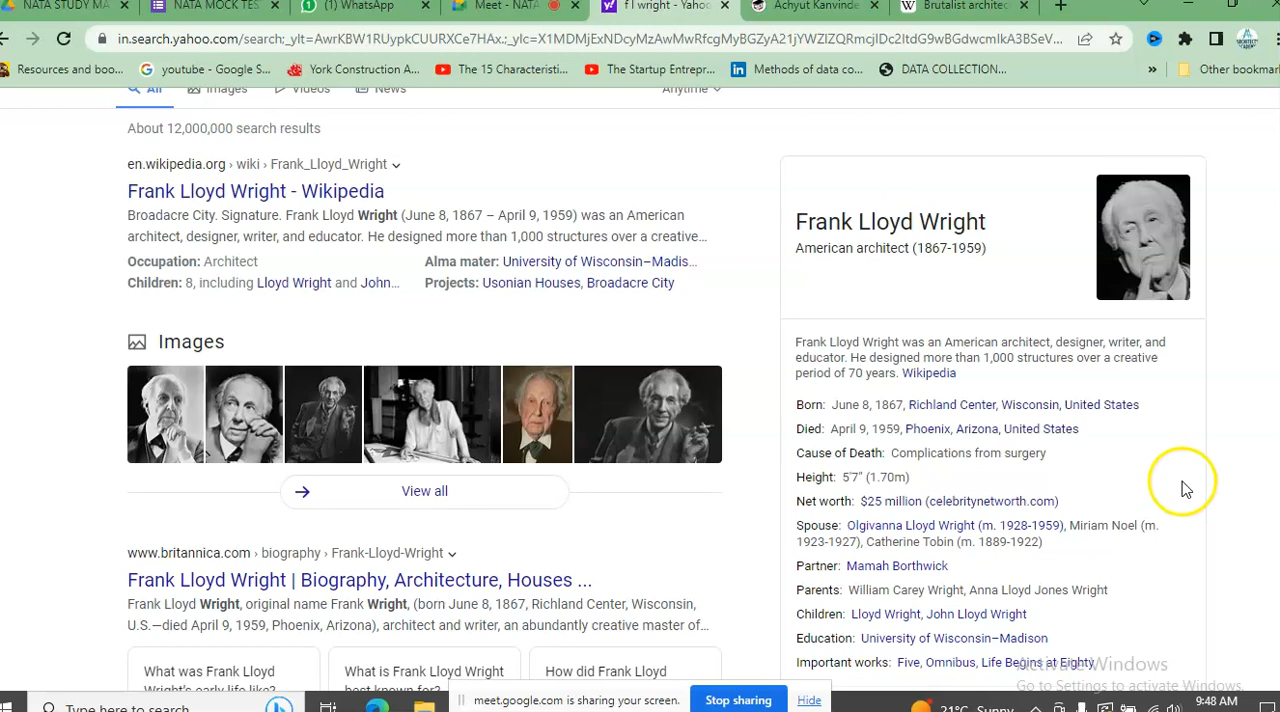 NATA STUDY MA
NATA MOCK TES
WhatsApp
Meet - NATA
f l wright - Yahoo
Achyut Kanvinde
Brutalist architec
in.search.yahoo.com/search;_ylt=AwrKBW1RUypkCUURXCe7HAx.;_ylc=X1MDMjExNDcyMzAwMwRfcgMyBGZyA21jYWZlZQRmcjIDc2ItdG9wBGdwcmlkA3BSeV...
Resources and boo...
youtube - Google S...
York Construction A...
The 15 Characteristi...
The Startup Entrepr...
Methods of data co...
DATA COLLECTION...
»
Other bookmar
All
Images
Videos
News
Anytime
About 12,000,000 search results
en.wikipedia.org › wiki › Frank_Lloyd_Wright
Frank Lloyd Wright - Wikipedia
Broadacre City. Signature. Frank Lloyd Wright (June 8, 1867 – April 9, 1959) was an American
architect, designer, writer, and educator. He designed more than 1,000 structures over a creative...
Occupation: Architect
Alma mater: University of Wisconsin–Madis...
Children: 8, including Lloyd Wright and John...
Projects: Usonian Houses, Broadacre City
Images
View all
www.britannica.com › biography › Frank-Lloyd-Wright
Frank Lloyd Wright | Biography, Architecture, Houses ...
Frank Lloyd Wright, original name Frank Wright, (born June 8, 1867, Richland Center, Wisconsin,
U.S.—died April 9, 1959, Phoenix, Arizona), architect and writer, an abundantly creative master of...
What was Frank Lloyd
Wright's early life like?
What is Frank Lloyd Wright
best known for?
How did Frank Lloyd
Frank Lloyd Wright
American architect (1867-1959)
Frank Lloyd Wright was an American architect, designer, writer, and
educator. He designed more than 1,000 structures over a creative
period of 70 years. Wikipedia
Born: June 8, 1867, Richland Center, Wisconsin, United States
Died: April 9, 1959, Phoenix, Arizona, United States
Cause of Death: Complications from surgery
Height: 5'7" (1.70m)
Net worth: $25 million (celebritynetworth.com)
Spouse: Olgivanna Lloyd Wright (m. 1928-1959), Miriam Noel (m.
1923-1927), Catherine Tobin (m. 1889-1922)
Partner: Mamah Borthwick
Parents: William Carey Wright, Anna Lloyd Jones Wright
Children: Lloyd Wright, John Lloyd Wright
Education: University of Wisconsin–Madison
Important works: Five, Omnibus, Life Begins at Eighty
Activate Windows
Go to Settings to activate Windows.
meet.google.com is sharing your screen.
Stop sharing
Hide
Type here to search
21°C Sunny
9:48 AM